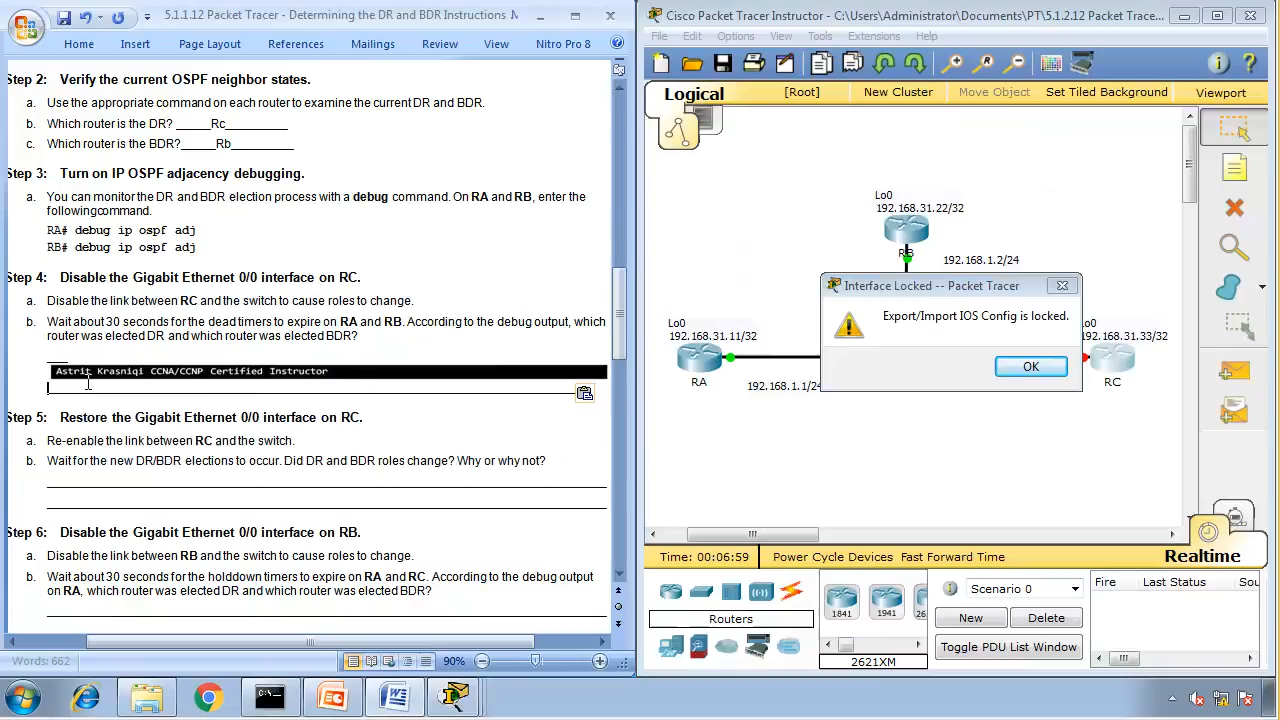 5.1.1.12 Packet Tracer - Determining the DR and BDR Instructions
Home Insert Page Layout References Mailings Review View Nitro Pro 8
Step 2: Verify the current OSPF neighbor states.
a. Use the appropriate command on each router to examine the current DR and BDR.
b. Which router is the DR? _____Rc_________
c. Which router is the BDR?_____Rb_________
Step 3: Turn on IP OSPF adjacency debugging.
a. You can monitor the DR and BDR election process with a debug command. On RA and RB, enter the
followingcommand.
RA# debug ip ospf adj
RB# debug ip ospf adj
Step 4: Disable the Gigabit Ethernet 0/0 interface on RC.
a. Disable the link between RC and the switch to cause roles to change.
b. Wait about 30 seconds for the dead timers to expire on RA and RB. According to the debug output, which
router was elected DR and which router was elected BDR?
Astrit Krasniqi CCNA/CCNP Certified Instructor
Step 5: Restore the Gigabit Ethernet 0/0 interface on RC.
a. Re-enable the link between RC and the switch.
b. Wait for the new DR/BDR elections to occur. Did DR and BDR roles change? Why or why not?
Step 6: Disable the Gigabit Ethernet 0/0 interface on RB.
a. Disable the link between RB and the switch to cause roles to change.
b. Wait about 30 seconds for the holddown timers to expire on RA and RC. According to the debug output
on RA, which router was elected DR and which router was elected BDR?
Words: 662
90%
Cisco Packet Tracer Instructor - C:\Users\Administrator\Documents\PT\5.1.2.12 Packet Trace...
File Edit Options View Tools Extensions Help
Logical [Root] New Cluster Move Object Set Tiled Background Viewport
Lo0
192.168.31.22/32
RB
192.168.1.2/24
Interface Locked -- Packet Tracer
Export/Import IOS Config is locked.
OK
Lo0
192.168.31.11/32
RA
192.168.1.1/24
Lo0
192.168.31.33/32
RC
Realtime
Time: 00:06:59 Power Cycle Devices Fast Forward Time
Routers
1841 1941
2621XM
Scenario 0
New Delete
Toggle PDU List Window
Fire Last Status